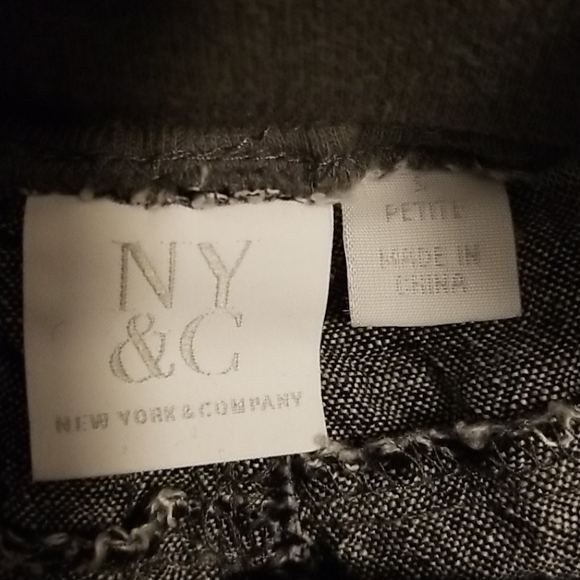 NY
&C
NEW YORK & COMPANY
PETITE
MADE IN
CHINA